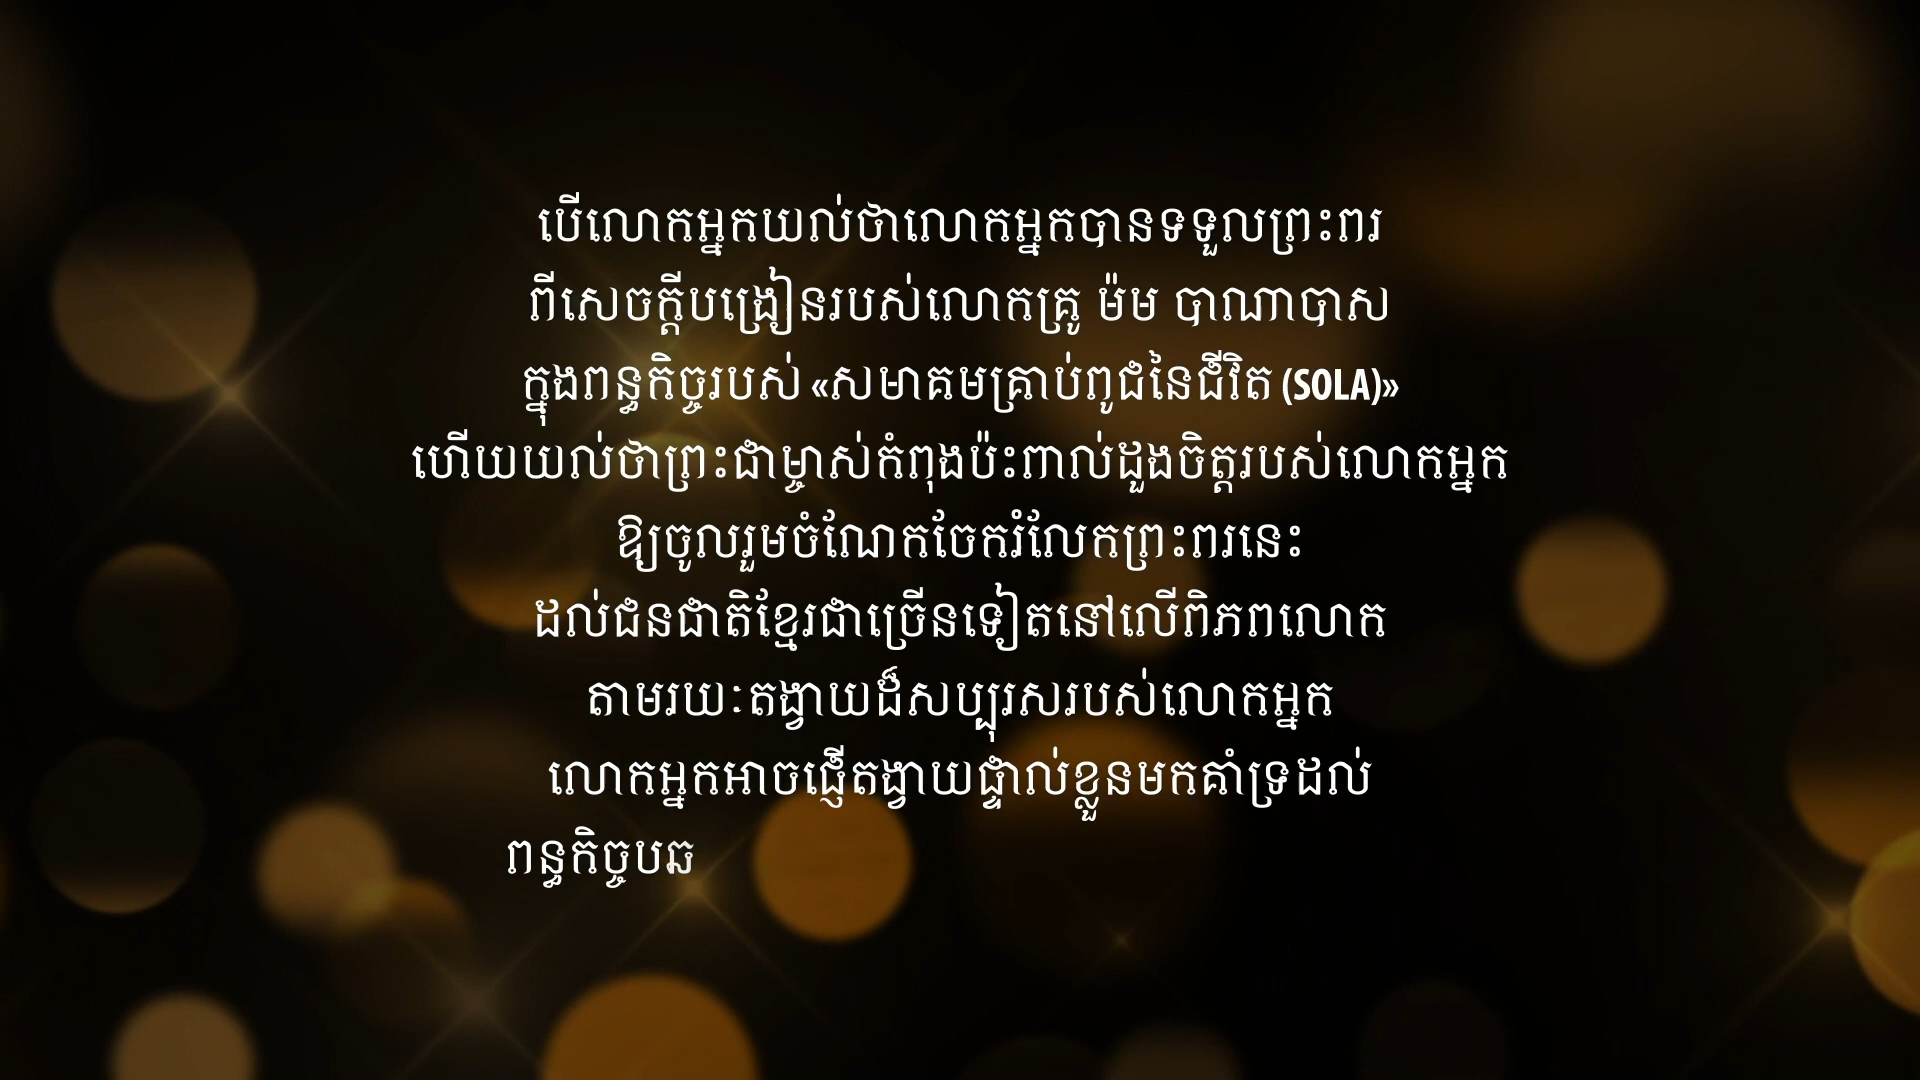 បើលោកអ្នកយល់ថាលោកអ្នកបានទទួលព្រះពរ
ពីសេចក្ដីបង្រៀនរបស់លោកគ្រូ ម៉ម បាណាបាស
ក្នុងពន្ធកិច្ចរបស់ «សមាគមគ្រាប់ពូជនៃជីវិត (SOLA)»
ហើយយល់ថាព្រះជាម្ចាស់កំពុងប៉ះពាល់ដួងចិត្តរបស់លោកអ្នក
ឱ្យចូលរួមចំណែកចែករំលែកព្រះពរនេះ
ដល់ជនជាតិខ្មែរជាច្រើនទៀតនៅលើពិភពលោក
តាមរយៈតង្វាយដ៏សប្បុរសរបស់លោកអ្នក
លោកអ្នកអាចផ្ញើតង្វាយផ្ទាល់ខ្លួនមកគាំទ្រដល់
ពន្ធកិច្ចបឆ